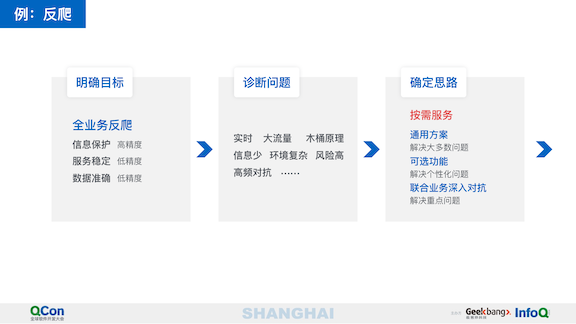 例：反爬
明确目标
全业务反爬
信息保护 高精度
服务稳定 低精度
数据准确 低精度
诊断问题
实时 大流量 木桶原理
信息少 环境复杂 风险高
高频对抗 ……
确定思路
按需服务
通用方案
解决大多数问题
可选功能
解决个性化问题
联合业务深入对抗
解决重点问题
QCon
全球软件开发大会
SHANGHAI
Geekbang>.
极客邦科技
InfoQ